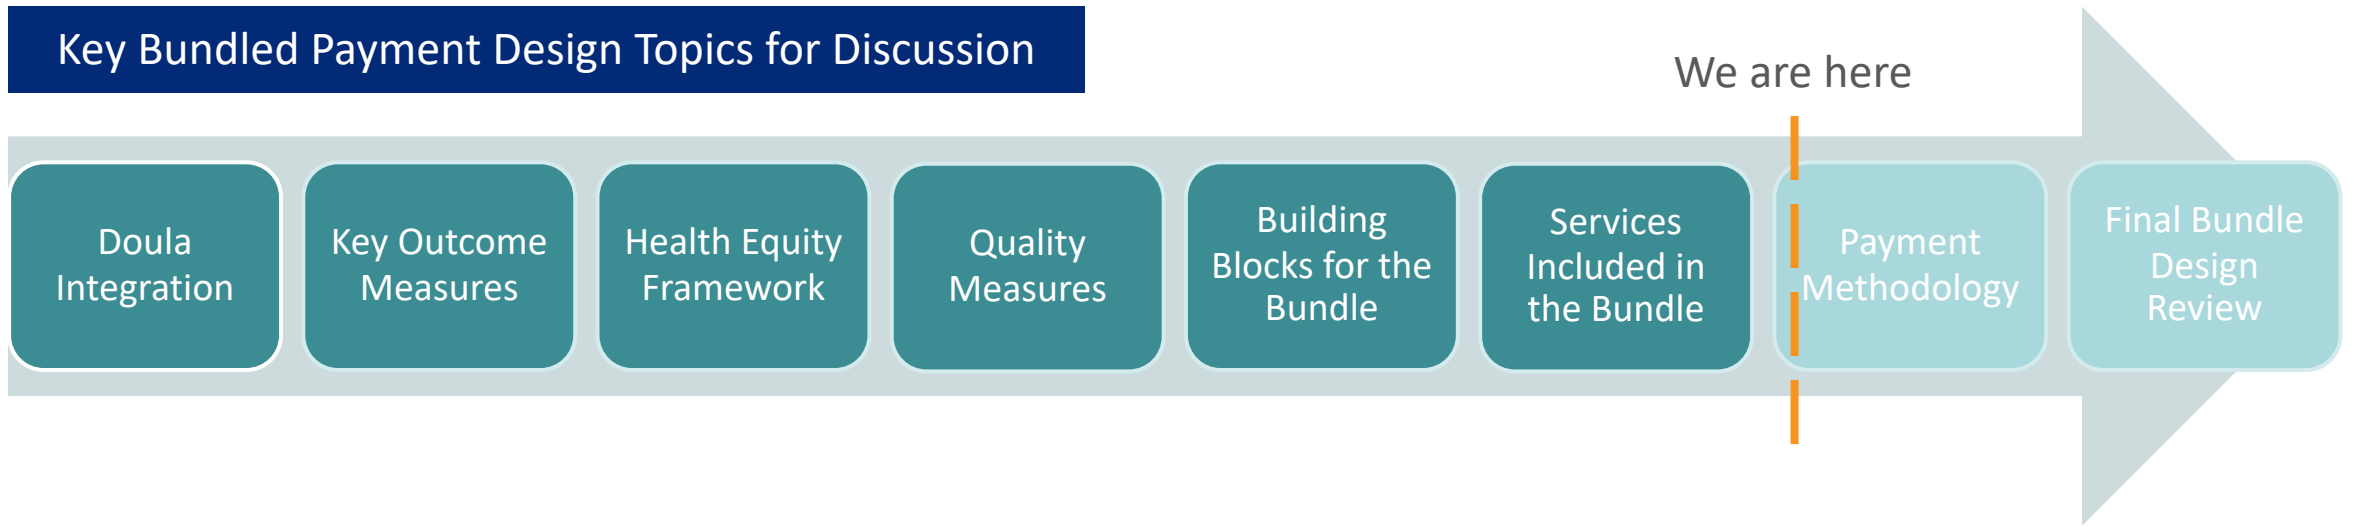 Key Bundled Payment Design Topics for Discussion
We are here
Doula
Integration
Key Outcome
Measures
Health Equity
Framework
Quality
Measures
Building
Blocks for the
Bundle
Services
Included in
the Bundle
Payment
Methodology
Final Bundle
Design
Review